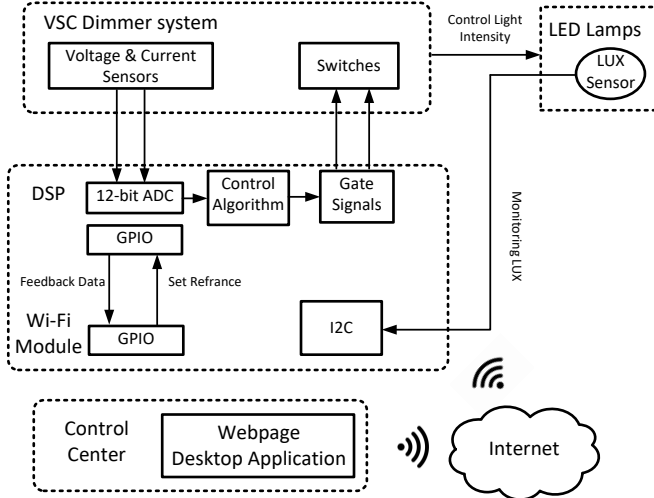 VSC Dimmer system
Voltage & Current
Sensors
Switches
Control Light
Intensity
LED Lamps
LUX
Sensor
DSP
12-bit ADC
Control
Algorithm
Gate
Signals
GPIO
Feedback Data
Set Refrance
Monitoring LUX
Wi-Fi
Module
GPIO
I2C
Control
Center
Webpage
Desktop Application
Internet